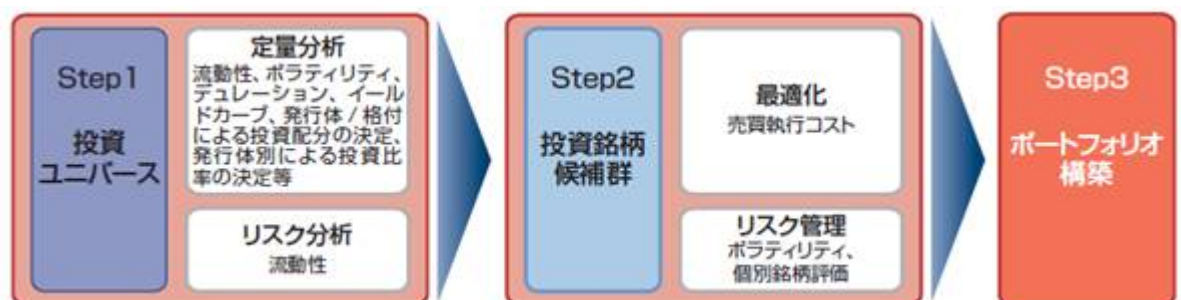 Step1
投資
ユニバース
定量分析
流動性、ボラティリティ、
デュレーション、イール
ドカーブ、発行体 / 格付
による投資配分の決定、
発行体別による投資比
率の決定等
リスク分析
流動性
Step2
投資銘柄
候補群
最適化
売買執行コスト
リスク管理
ボラティリティ、
個別銘柄評価
Step3
ポートフォリオ
構築